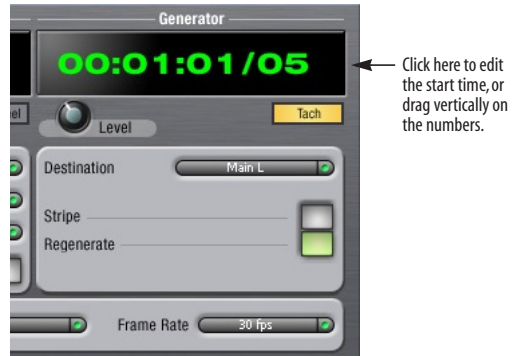 Generator
00:01:01/05
Click here to edit
the start time, or
drag vertically on
the numbers.
el
Level
Tach
Destination
Main L
Stripe
Regenerate
Frame Rate
30 fps